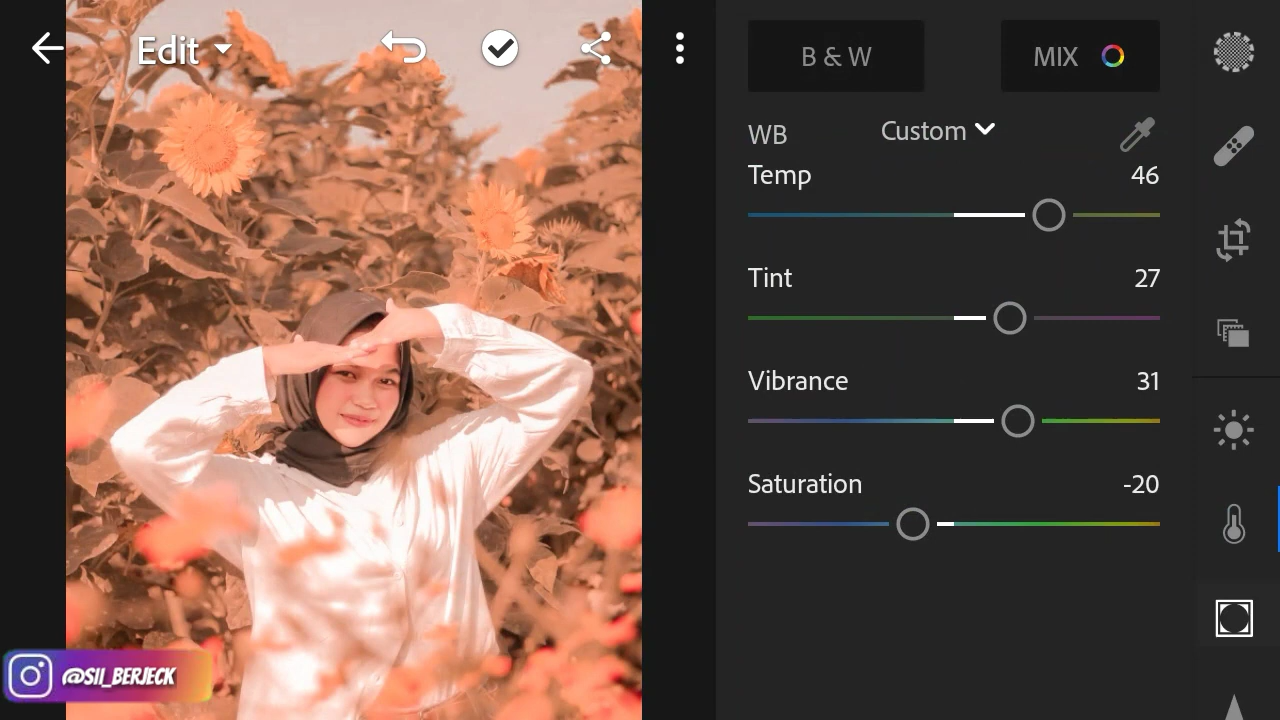 Edit
B & W
MIX
WB
Custom
Temp
46
Tint
27
Vibrance
31
Saturation
-20
@SII_BERJECK